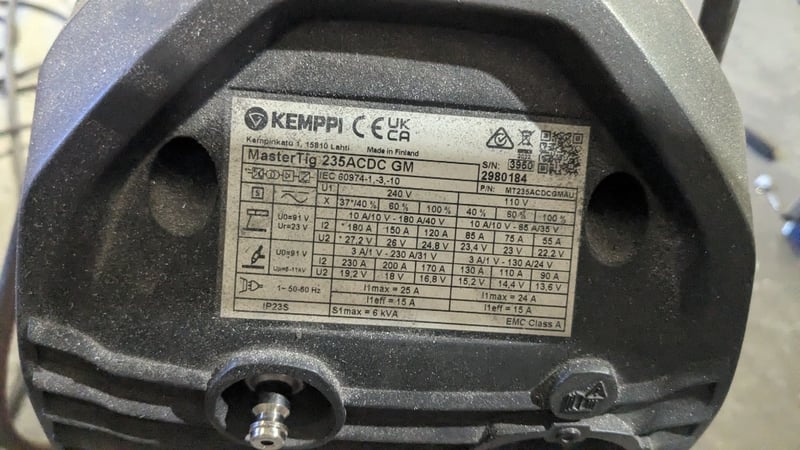 KEMPPI CE UK CA
Kempinkatu 1, 15810 Lahti Made in Finland
MasterTig 235ACDC GM
S/N: 3950
2980184
IEC 60974-1,-3,-10
P/N: MT235ACDCGMAU
U1 240 V 110 V
S X 37*/40 % 60 % 100 % 40 % 60 % 100 %
U0=91 V
Ur=23 V
10 A/10 V - 180 A/40 V 10 A/10 V - 85 A/35 V
I2 * 180 A 150 A 120 A 85 A 75 A 55 A
U2 * 27,2 V 26 V 24,8 V 23,4 V 23 V 22,2 V
U0=91 V
3 A/1 V - 230 A/31 V 3 A/1 V - 130 A/24 V
I2 230 A 200 A 170 A 130 A 110 A 90 A
U2 19,2 V 18 V 16,8 V 15,2 V 14,4 V 13,6 V
1~ 50-60 Hz
I1max = 25 A I1max = 24 A
I1eff = 15 A I1eff = 15 A
IP23S S1max = 6 kVA EMC Class A